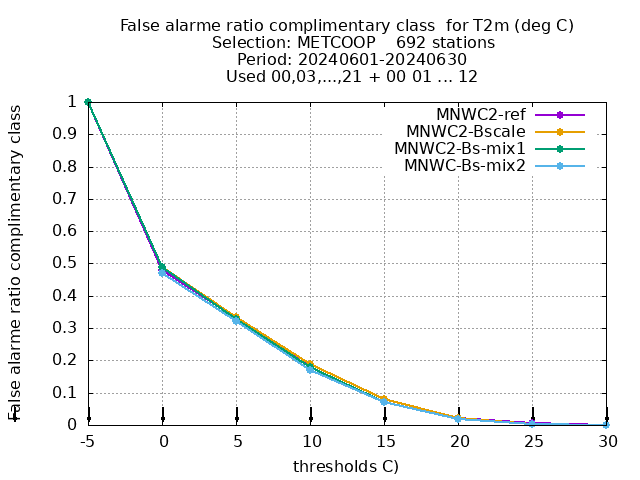 False alarme ratio complimentary class  for T2m (deg C)
Selection: METCOOP    692 stations
Period: 20240601-20240630
Used 00,03,...,21 + 00 01 ... 12
False alarme ratio complimentary class
MNWC2-ref
MNWC2-Bscale
MNWC2-Bs-mix1
MNWC-Bs-mix2
1
0.9
0.8
0.7
0.6
0.5
0.4
0.3
0.2
0.1
0
-5 0 5 10 15 20 25 30
thresholds C)